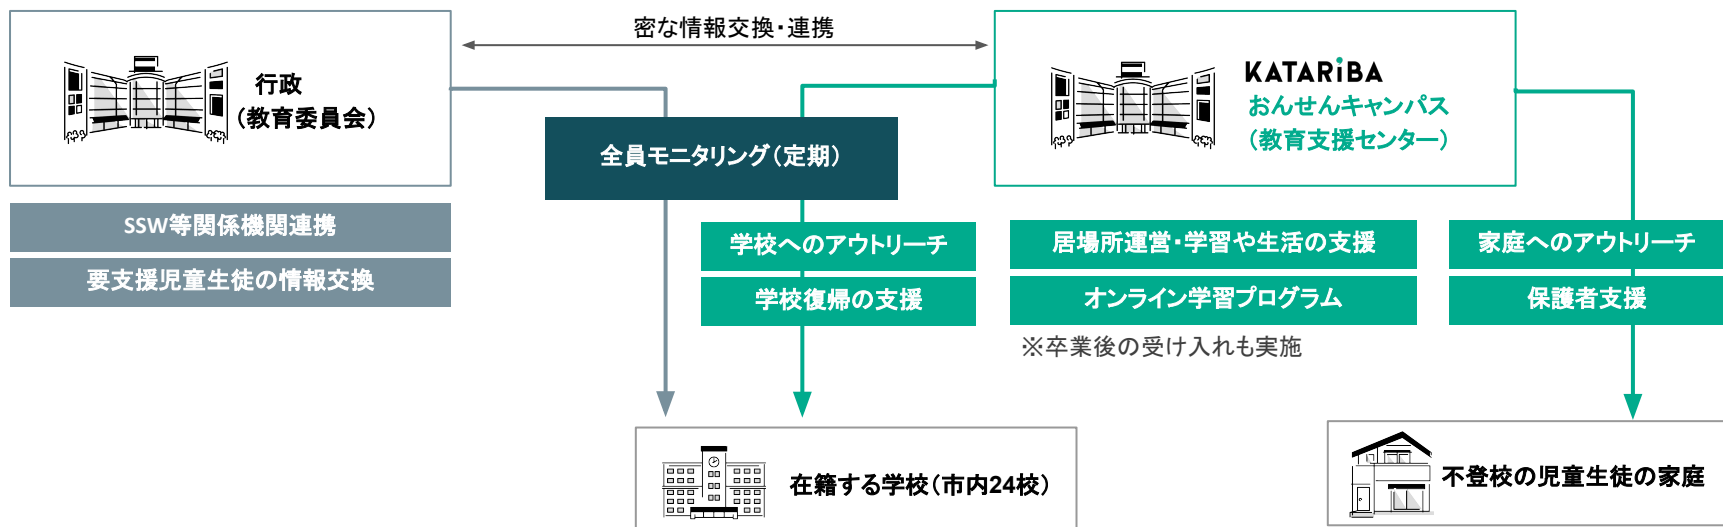 密な情報交換・連携
行政
（教育委員会）
KATARiBA
おんせんキャンパス
（教育支援センター）
全員モニタリング（定期）
SSW等関係機関連携
要支援児童生徒の情報交換
学校へのアウトリーチ
学校復帰の支援
居場所運営・学習や生活の支援
オンライン学習プログラム
※卒業後の受け入れも実施
家庭へのアウトリーチ
保護者支援
在籍する学校（市内24校）
不登校の児童生徒の家庭